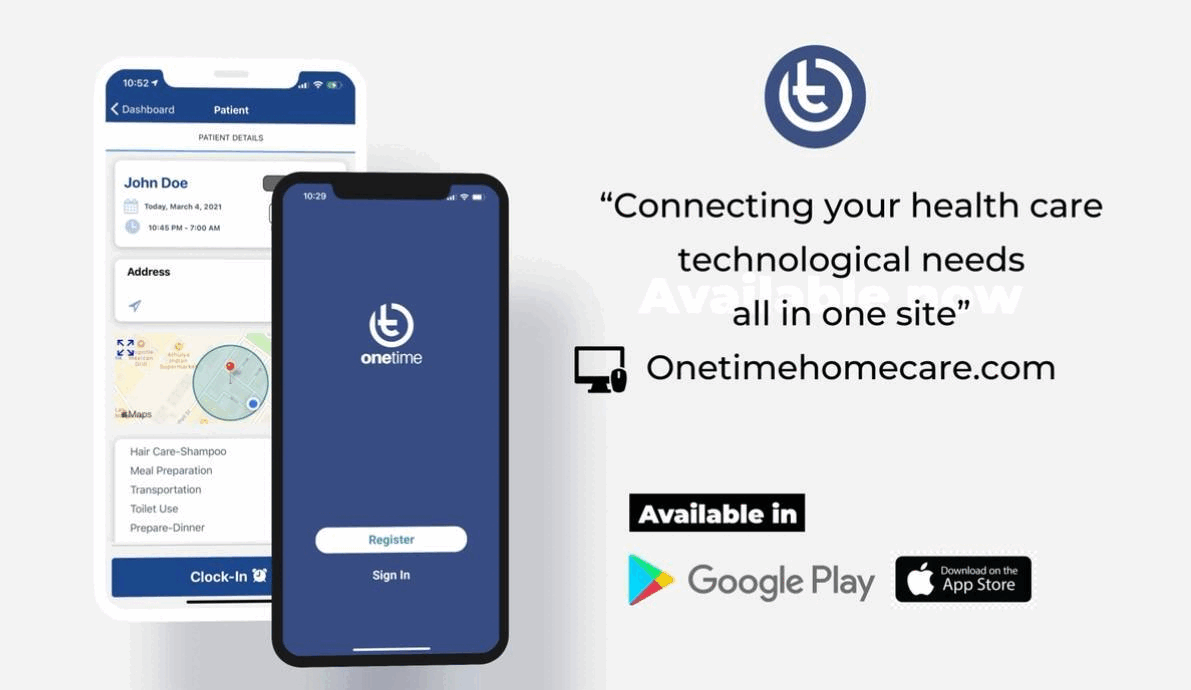 10:52
Dashboard
Patient
PATIENT DETAILS
John Doe
Today, March 4, 2021
10:45 PM - 7:00 AM
Address
Maps
Hair Care-Shampoo
Meal Preparation
Transportation
Toilet Use
Prepare-Dinner
Clock-In
10:29
onetime
Register
Sign In
“Connecting your health care
technological needs
Available now
all in one site”
Onetimehomecare.com
Available in
Google Play
Download on the
App Store